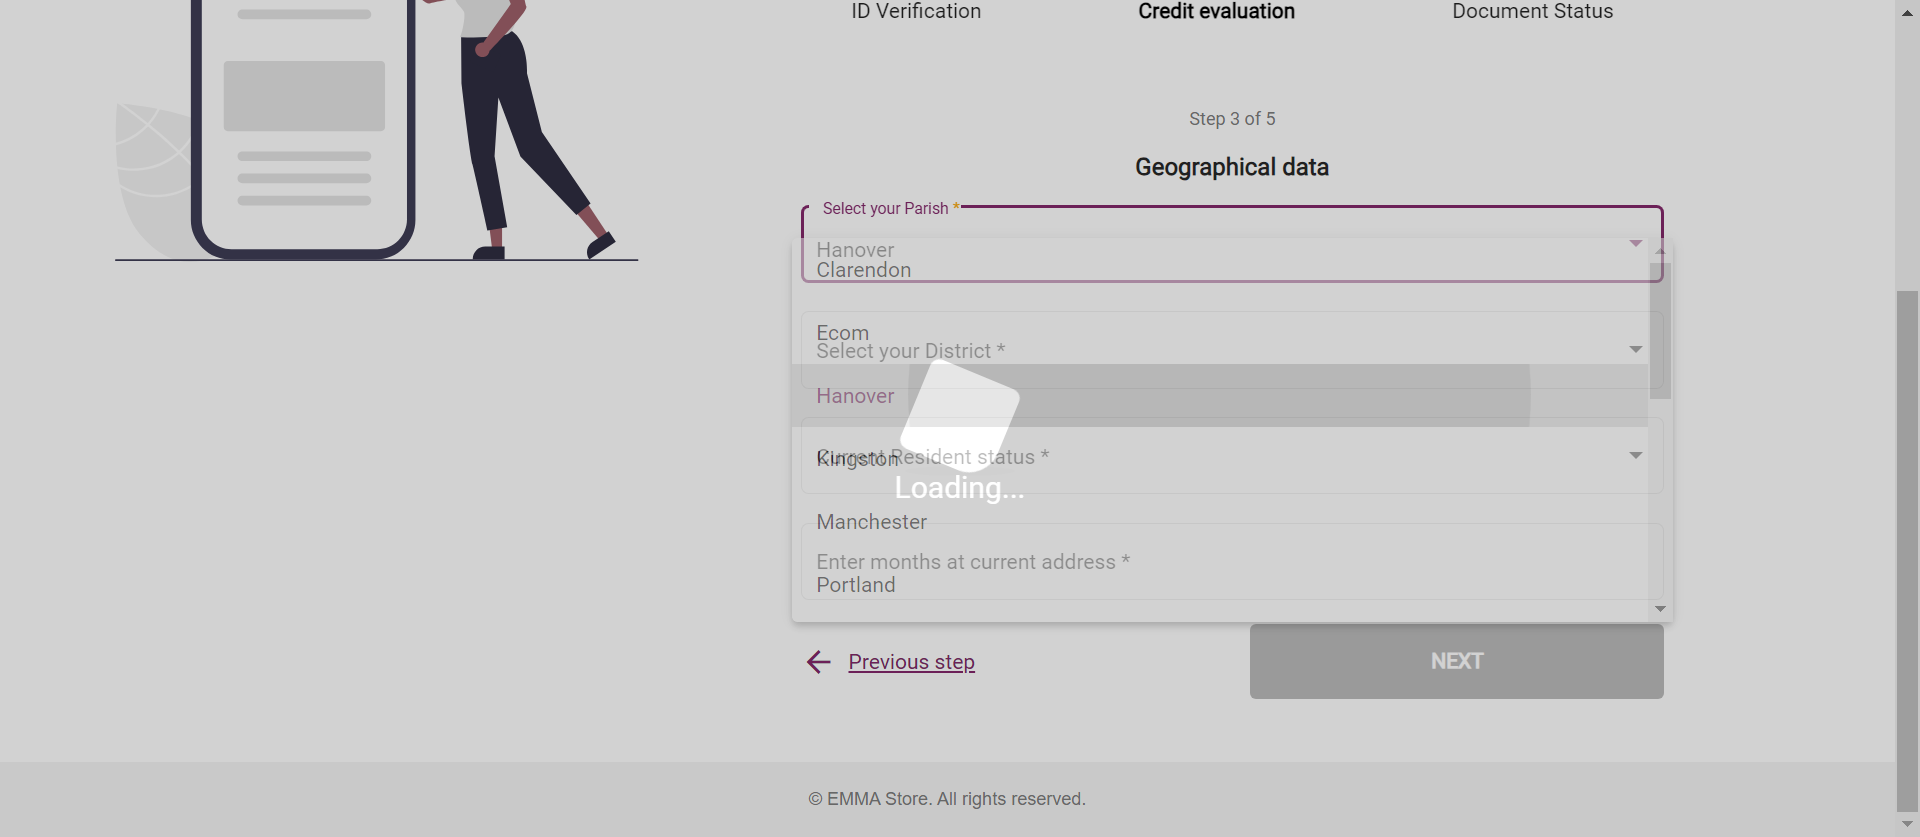 ID Verification
Credit evaluation
Document Status
Step 3 of 5
Geographical data
Select your Parish *
Hanover
Clarendon
Ecom
Select your District *
Hanover
Kingston
Current Resident status *
Loading...
Manchester
Enter months at current address *
Portland
Previous step
NEXT
© EMMA Store. All rights reserved.